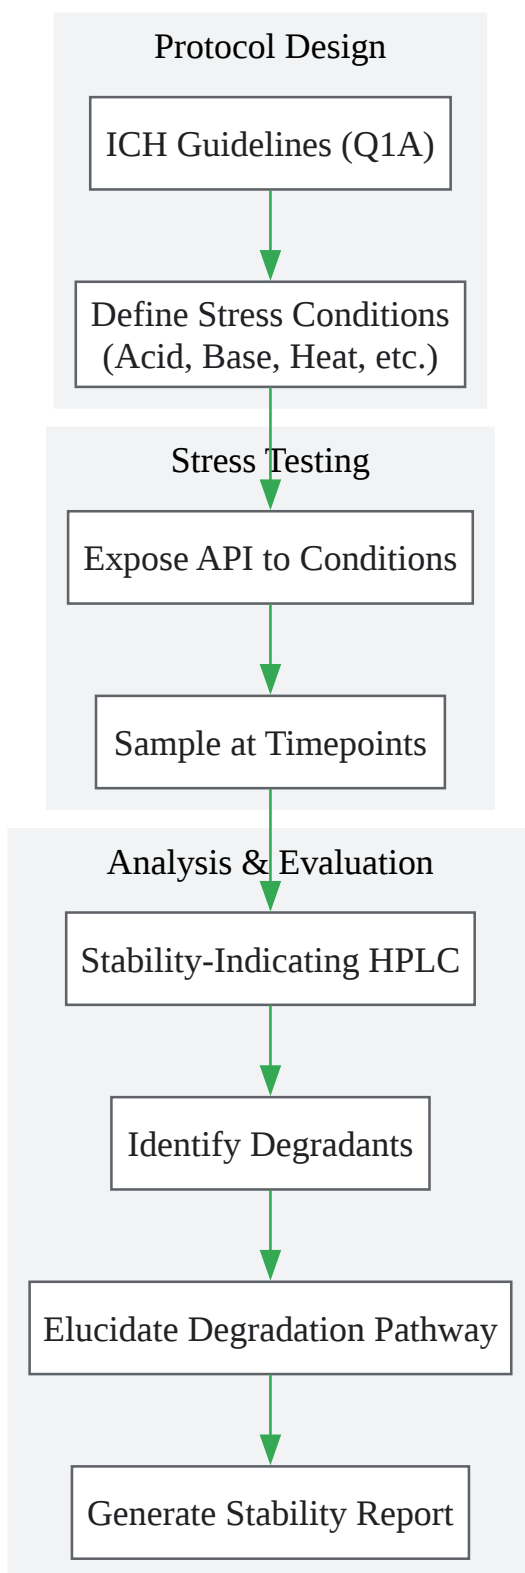 Protocol Design
ICH Guidelines (Q1A)
Define Stress Conditions
(Acid, Base, Heat, etc.)
Stress Testing
Expose API to Conditions
Sample at Timepoints
Analysis & Evaluation
Stability-Indicating HPLC
Identify Degradants
Elucidate Degradation Pathway
Generate Stability Report